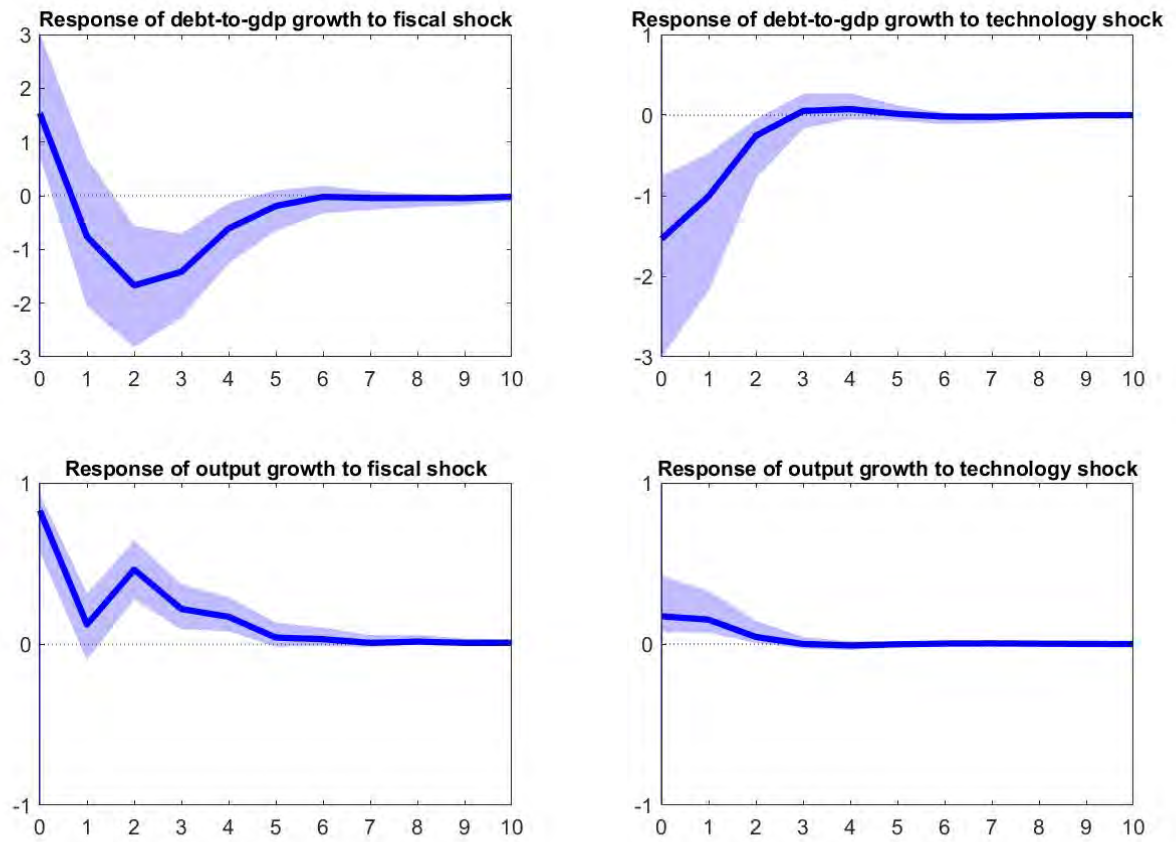 Response of debt-to-gdp growth to fiscal shock
3
2
1
0
-1
-2
-3
0 1 2 3 4 5 6 7 8 9 10
Response of debt-to-gdp growth to technology shock
1
0
-1
-2
-3
0 1 2 3 4 5 6 7 8 9 10
Response of output growth to fiscal shock
1
0
-1
0 1 2 3 4 5 6 7 8 9 10
Response of output growth to technology shock
1
0
-1
0 1 2 3 4 5 6 7 8 9 10